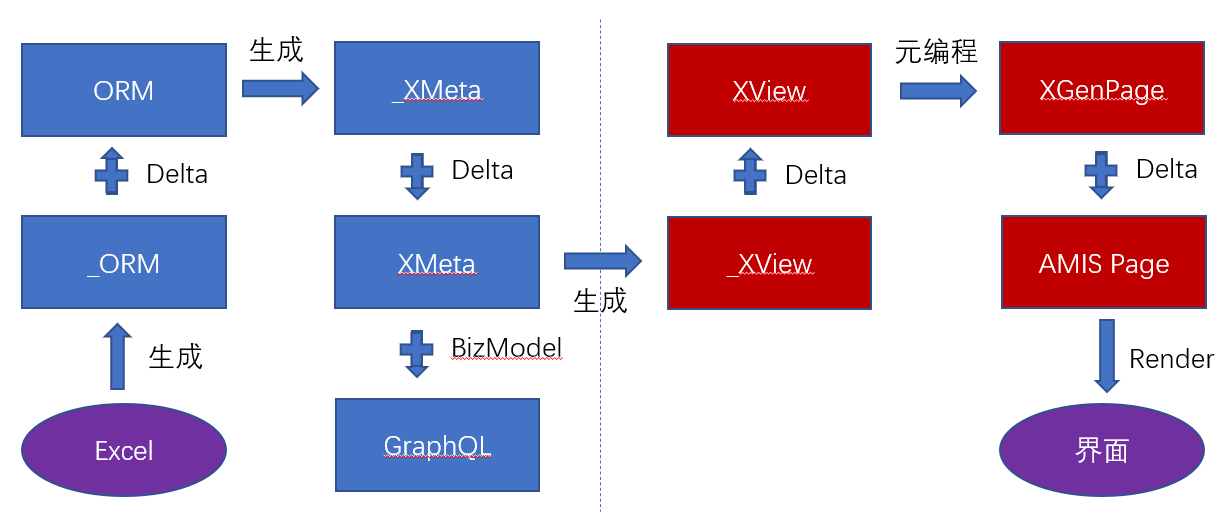 生成
元编程
ORM
_XMeta
XView
XGenPage
Delta
Delta
Delta
Delta
_ORM
XMeta
_XView
AMIS Page
生成
生成
BizModel
Render
Excel
GraphQL
界面